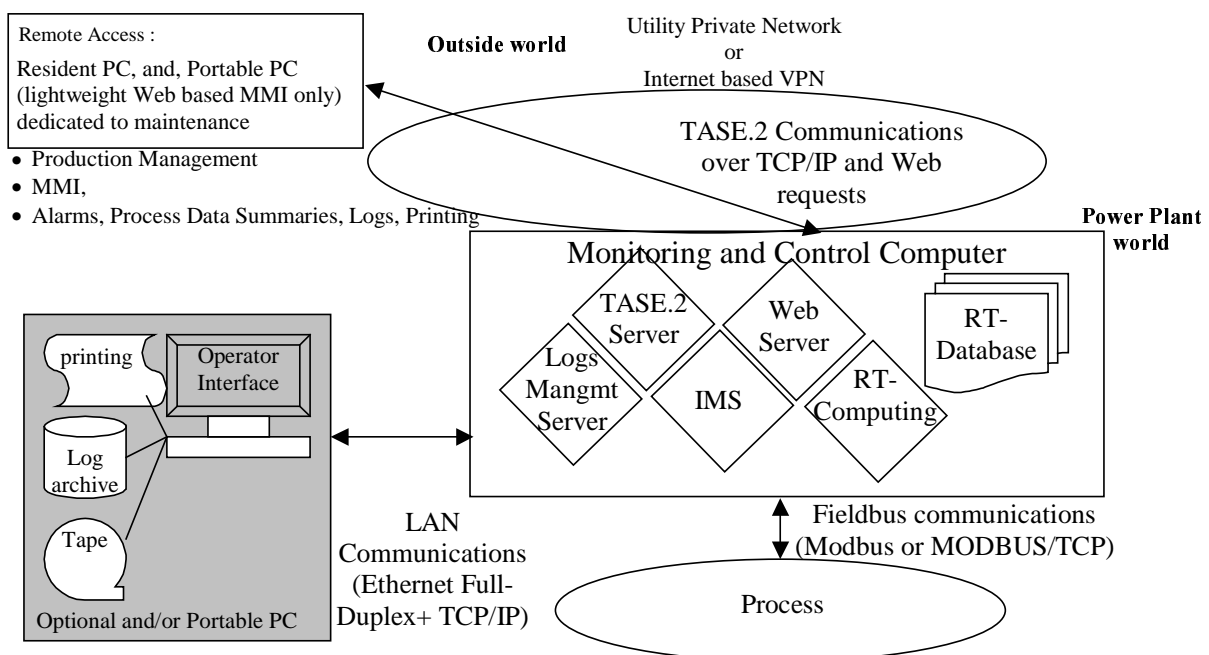 Remote Access :
Resident PC, and, Portable PC
(lightweight Web based MMI only)
dedicated to maintenance
• Production Management
• MMI,
• Alarms, Process Data Summaries, Logs, Printing
Outside world
Utility Private Network
or
Internet based VPN
TASE.2 Communications
over TCP/IP and Web
requests
Power Plant
world
Monitoring and Control Computer
TASE.2
Server
Web
Server
Logs
Mangmt
Server
IMS
RT-
Computing
RT-
Database
printing
Operator
Interface
Log
archive
Tape
Optional and/or Portable PC
LAN
Communications
(Ethernet Full-
Duplex+ TCP/IP)
Fieldbus communications
(Modbus or MODBUS/TCP)
Process